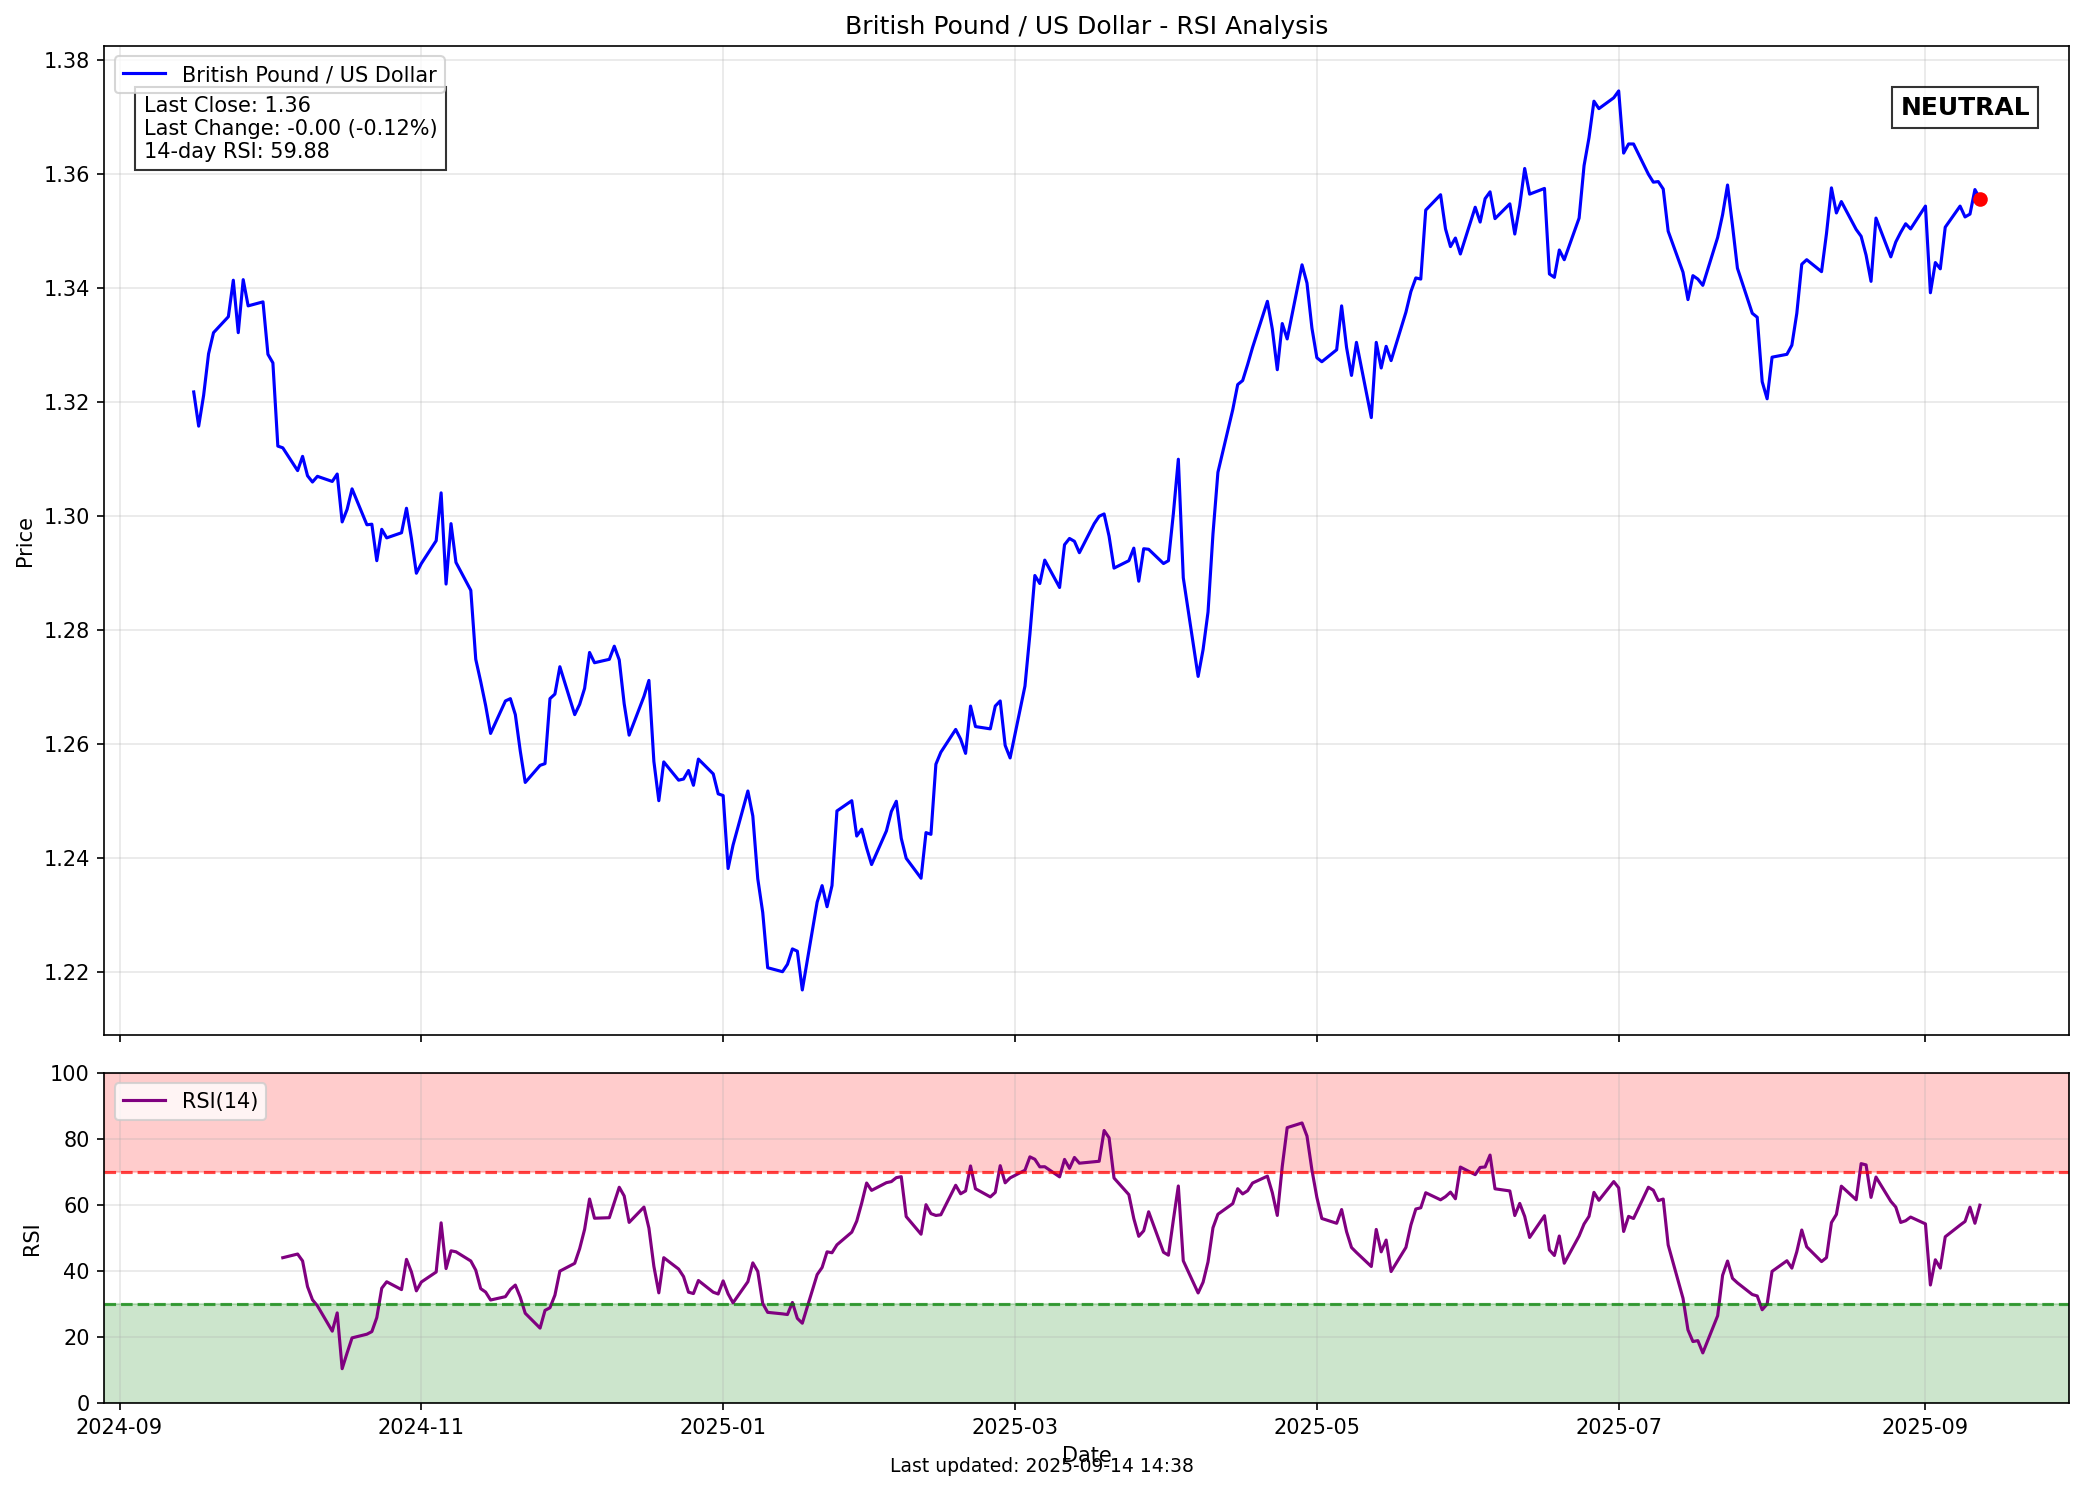 British Pound / US Dollar - RSI Analysis
British Pound / US Dollar
Last Close: 1.36
Last Change: -0.00 (-0.12%)
14-day RSI: 59.88
NEUTRAL
Price
1.38
1.36
1.34
1.32
1.30
1.28
1.26
1.24
1.22
RSI(14)
RSI
100
80
60
40
20
0
2024-09
2024-11
2025-01
2025-03
2025-05
2025-07
2025-09
Date
Last updated: 2025-09-14 14:38